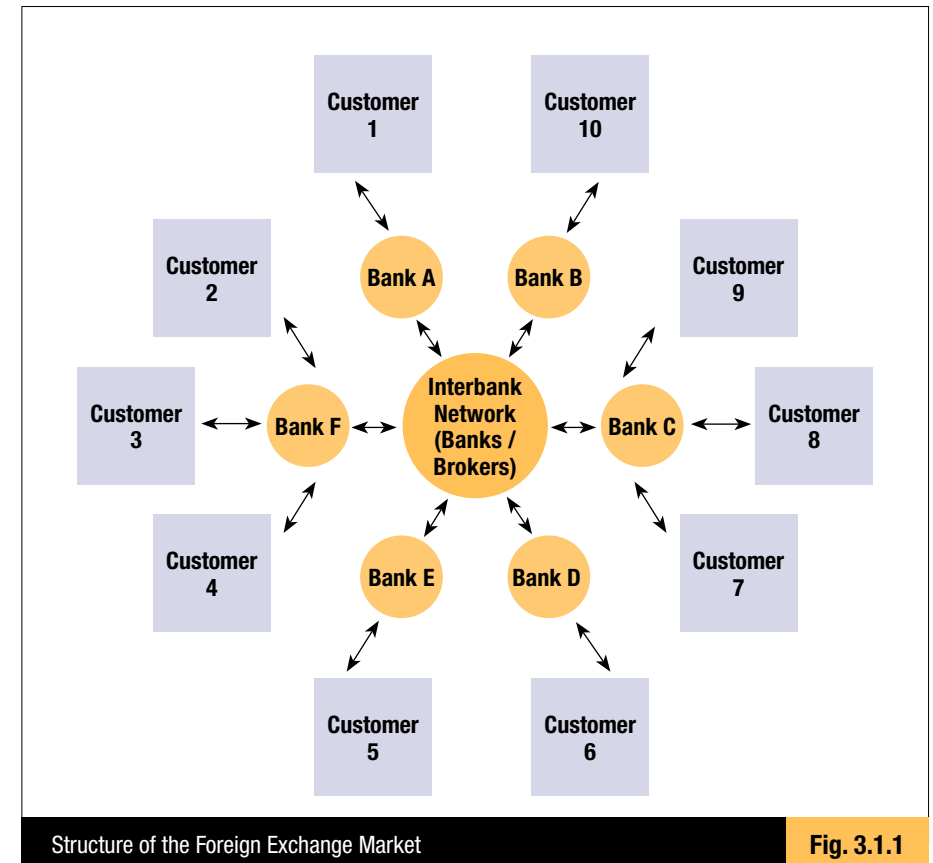 Customer
1
Customer
10
Customer
2
Bank A
Bank B
Customer
9
Interbank
Network
(Banks /
Brokers)
Customer
3
Bank F
Bank C
Customer
8
Customer
4
Bank E
Bank D
Customer
7
Customer
5
Customer
6
Structure of the Foreign Exchange Market
Fig. 3.1.1